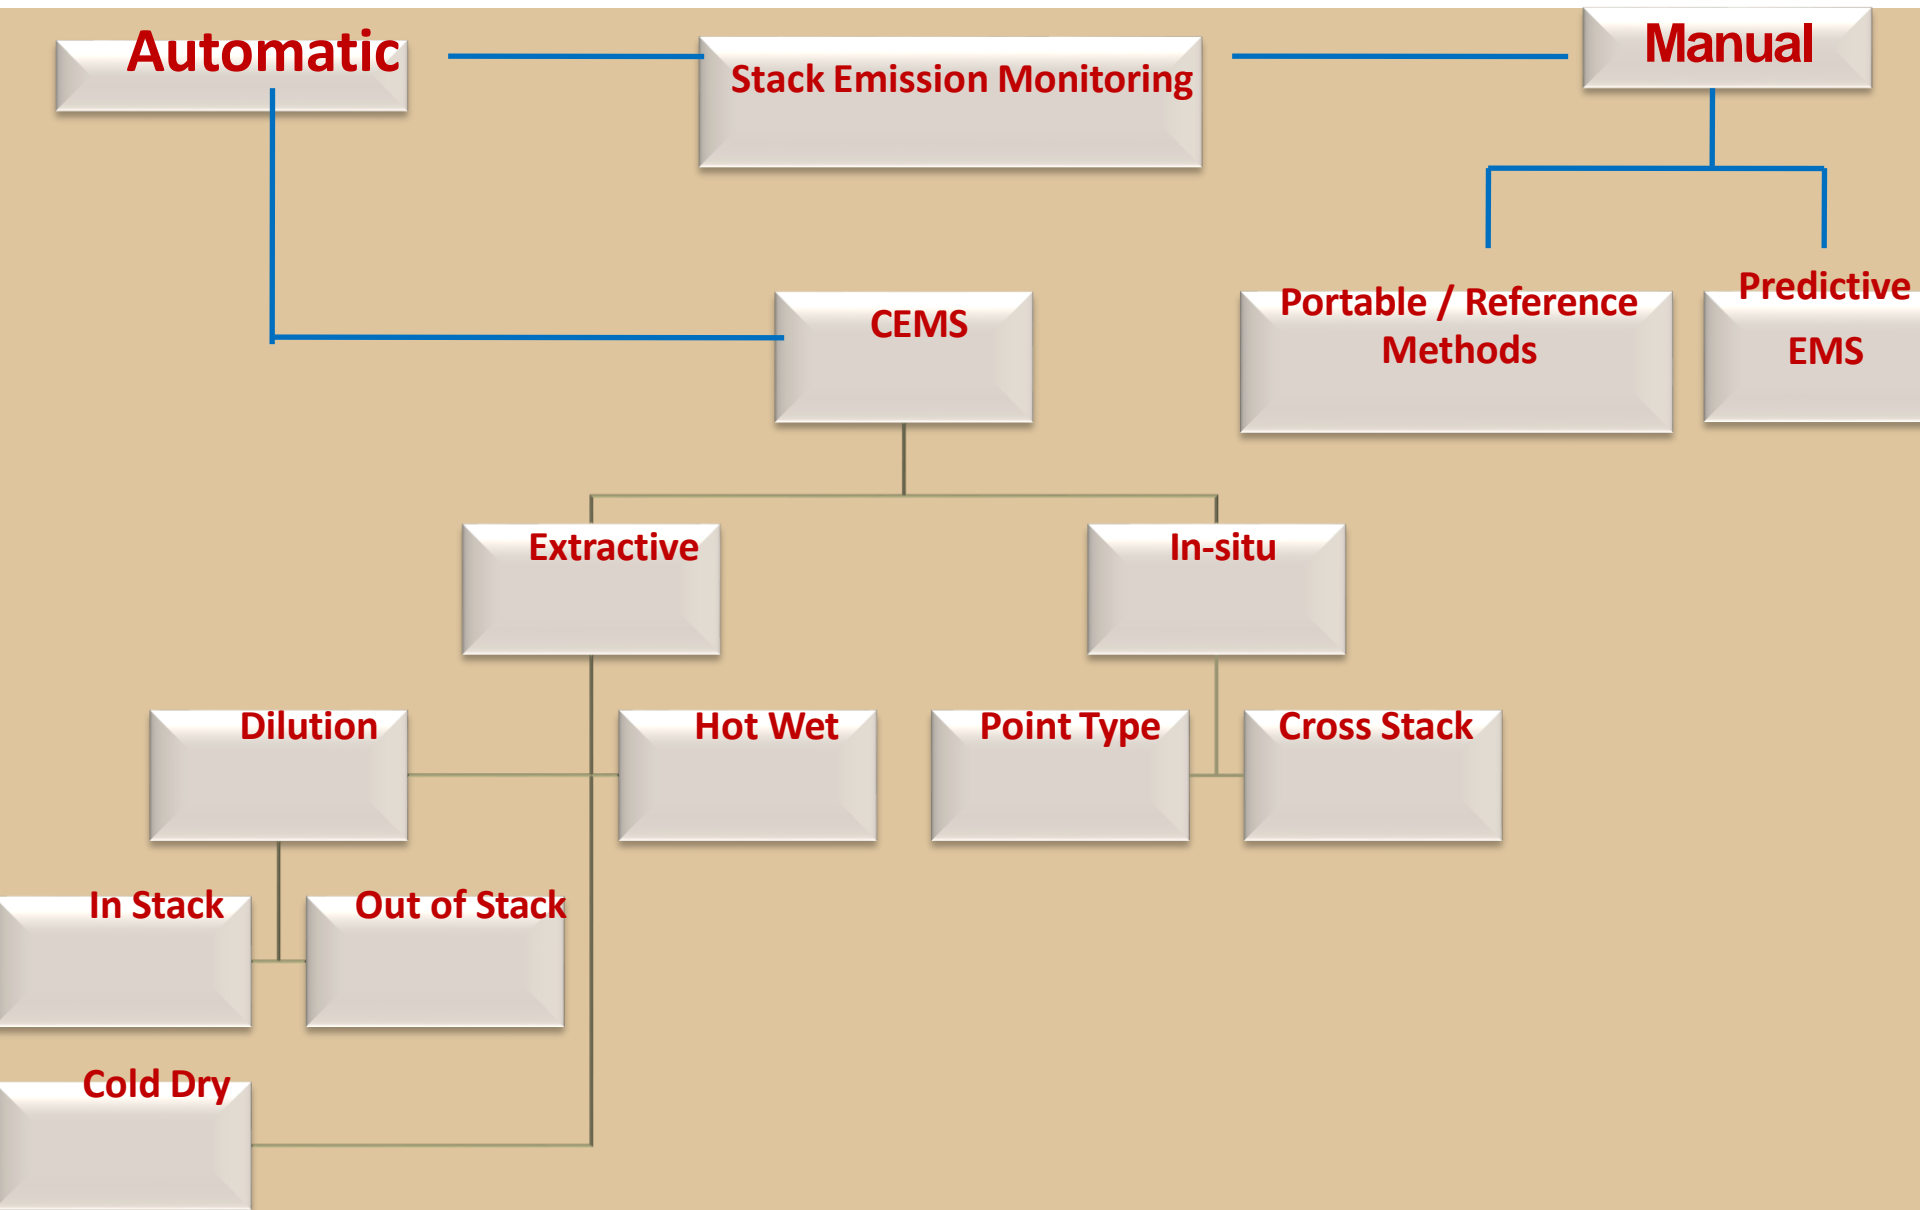 Automatic
Stack Emission Monitoring
Manual
CEMS
Portable / Reference
Methods
Predictive
EMS
Extractive
In-situ
Dilution
Hot Wet
Point Type
Cross Stack
In Stack
Out of Stack
Cold Dry